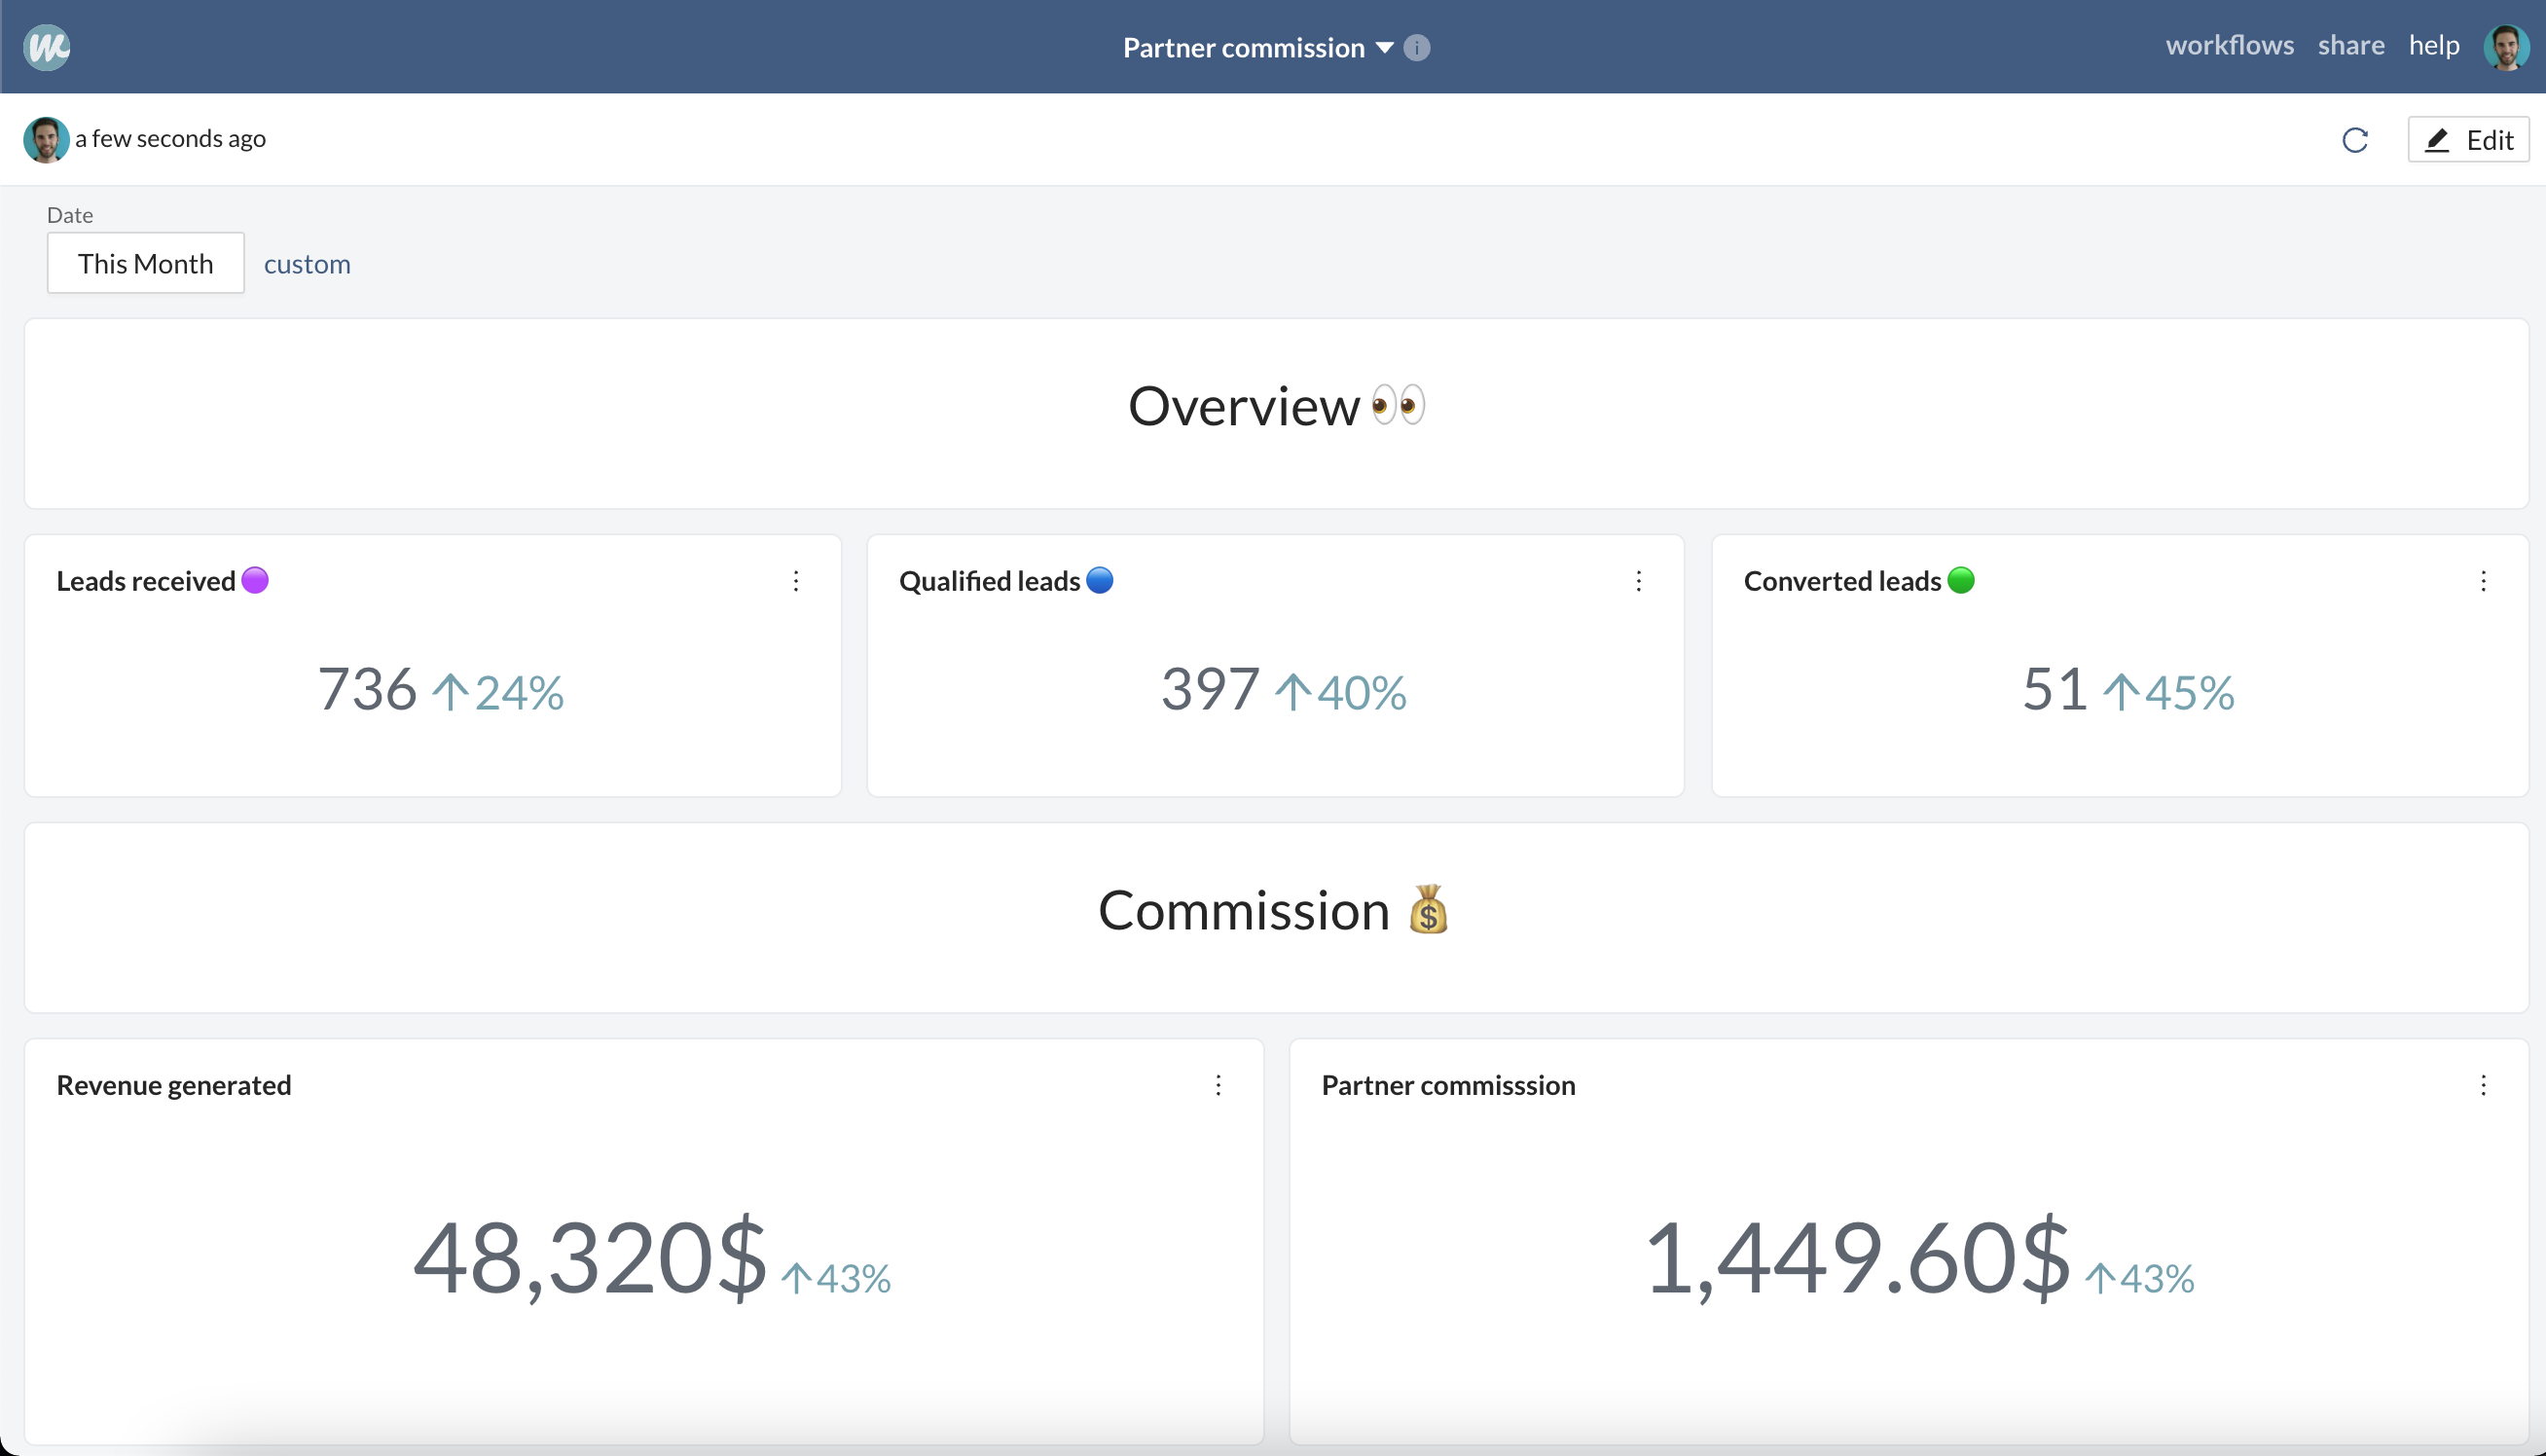 W
Partner commission
workflows share help
a few seconds ago
Edit
Date
This Month custom
Overview 👀
Leads received 🟣
736 ↑24%
Qualified leads 🔵
397 ↑40%
Converted leads 🟢
51 ↑45%
Commission 💰
Revenue generated
48,320$ ↑43%
Partner commisssion
1,449.60$ ↑43%